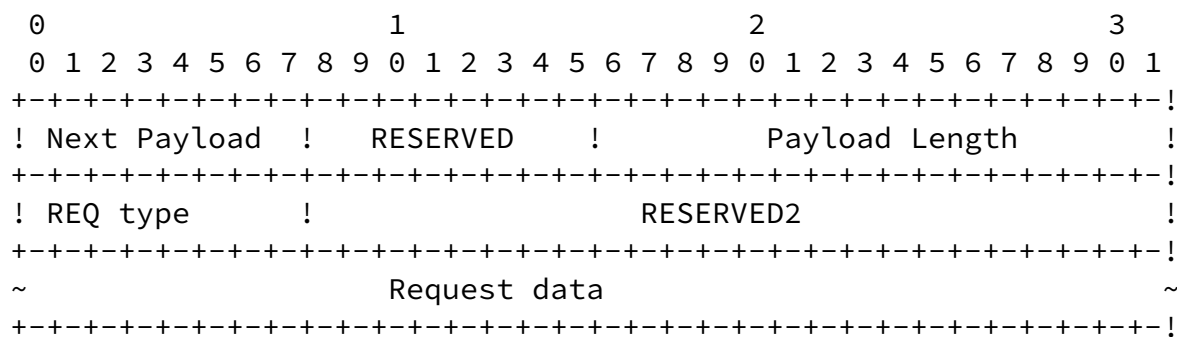 0                   1                   2                   3
 0 1 2 3 4 5 6 7 8 9 0 1 2 3 4 5 6 7 8 9 0 1 2 3 4 5 6 7 8 9 0 1
+-+-+-+-+-+-+-+-+-+-+-+-+-+-+-+-+-+-+-+-+-+-+-+-+-+-+-+-+-+-+-+-!
! Next Payload  !   RESERVED    !         Payload Length        !
+-+-+-+-+-+-+-+-+-+-+-+-+-+-+-+-+-+-+-+-+-+-+-+-+-+-+-+-+-+-+-+-!
! REQ type      !                  RESERVED2                    !
+-+-+-+-+-+-+-+-+-+-+-+-+-+-+-+-+-+-+-+-+-+-+-+-+-+-+-+-+-+-+-+-!
~                    Request data                               ~
+-+-+-+-+-+-+-+-+-+-+-+-+-+-+-+-+-+-+-+-+-+-+-+-+-+-+-+-+-+-+-+-!